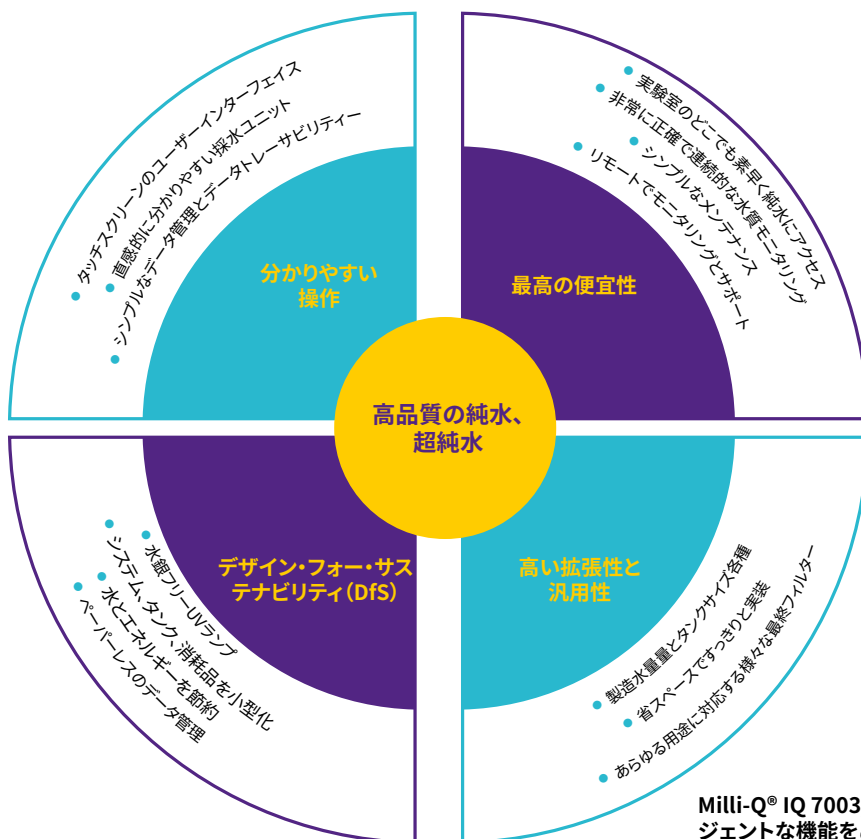 タッチスクリーンのユーザーインターフェイス
直感的に分かりやすい採水ユニット
シンプルなデータ管理とデータトレーサビリティー
分かりやすい
操作
実験室のどこでも素早く純水にアクセス
非常に正確で連続的な水質モニタリング
シンプルなメンテナンス
リモートでモニタリングとサポート
最高の便宜性
高品質の純水、
超純水
デザイン・フォー・サス
テナビリティ(DfS)
水銀フリーUVランプ
システム、タンク、消耗品を小型化
水とエネルギーを節約
ペーパーレスのデータ管理
高い拡張性と
汎用性
製造水量量とタンクサイズ各種
省スペースですっきりと実装
あらゆる用途に対応する様々な最終フィルター
Milli-Q® IQ 7003
ジェントな機能を